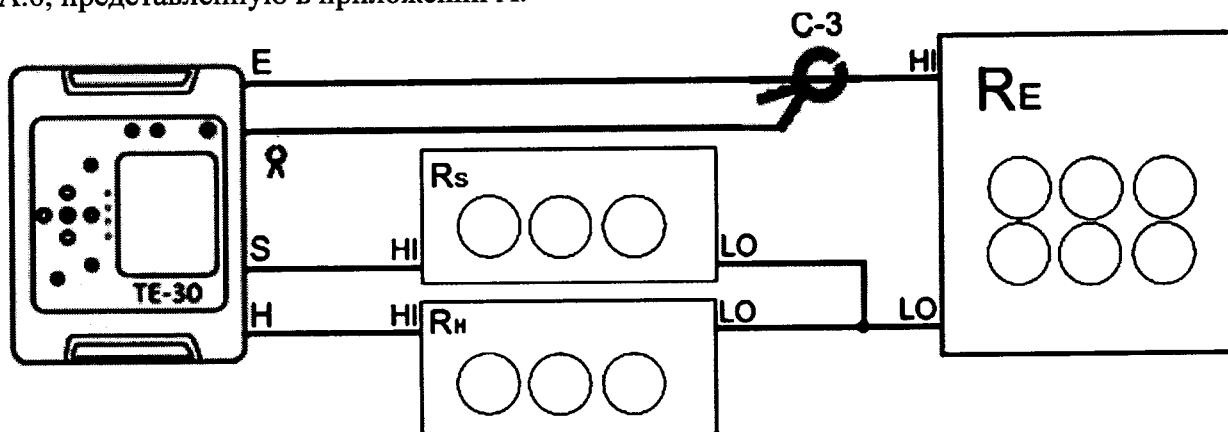 А.6, представленную в приложении А.
C-3
E
HI
RE
Rs
S
HI
LO
TE-30
H
HI
RH
LO
LO